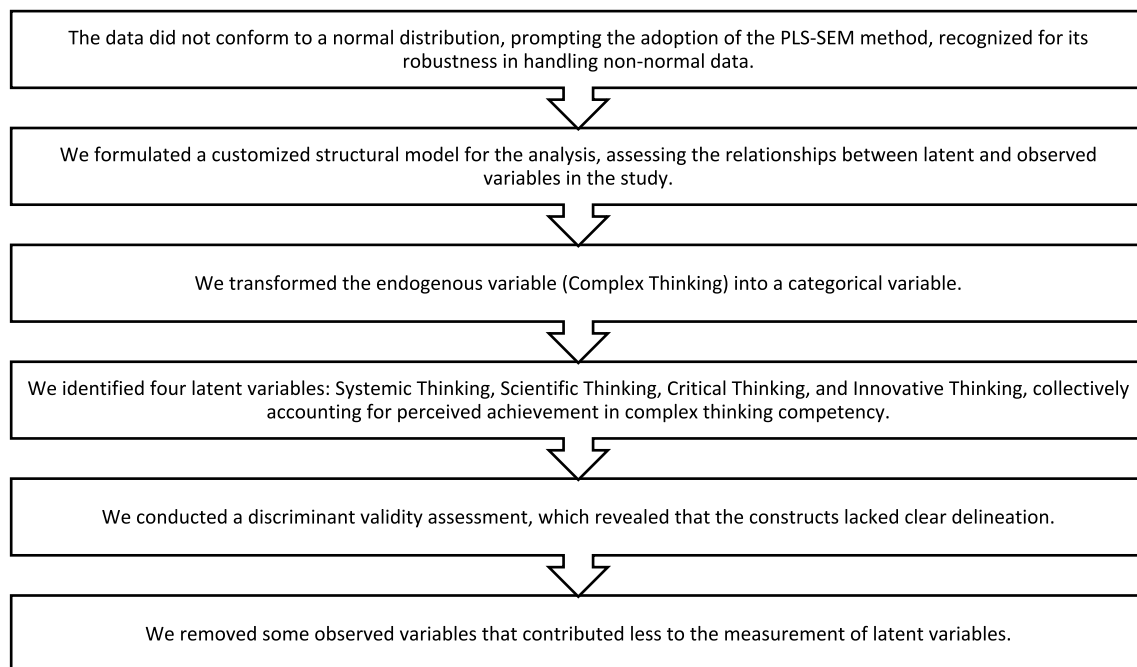 The data did not conform to a normal distribution, prompting the adoption of the PLS-SEM method, recognized for its
robustness in handling non-normal data.
We formulated a customized structural model for the analysis, assessing the relationships between latent and observed
variables in the study.
We transformed the endogenous variable (Complex Thinking) into a categorical variable.
We identified four latent variables: Systemic Thinking, Scientific Thinking, Critical Thinking, and Innovative Thinking, collectively
accounting for perceived achievement in complex thinking competency.
We conducted a discriminant validity assessment, which revealed that the constructs lacked clear delineation.
We removed some observed variables that contributed less to the measurement of latent variables.